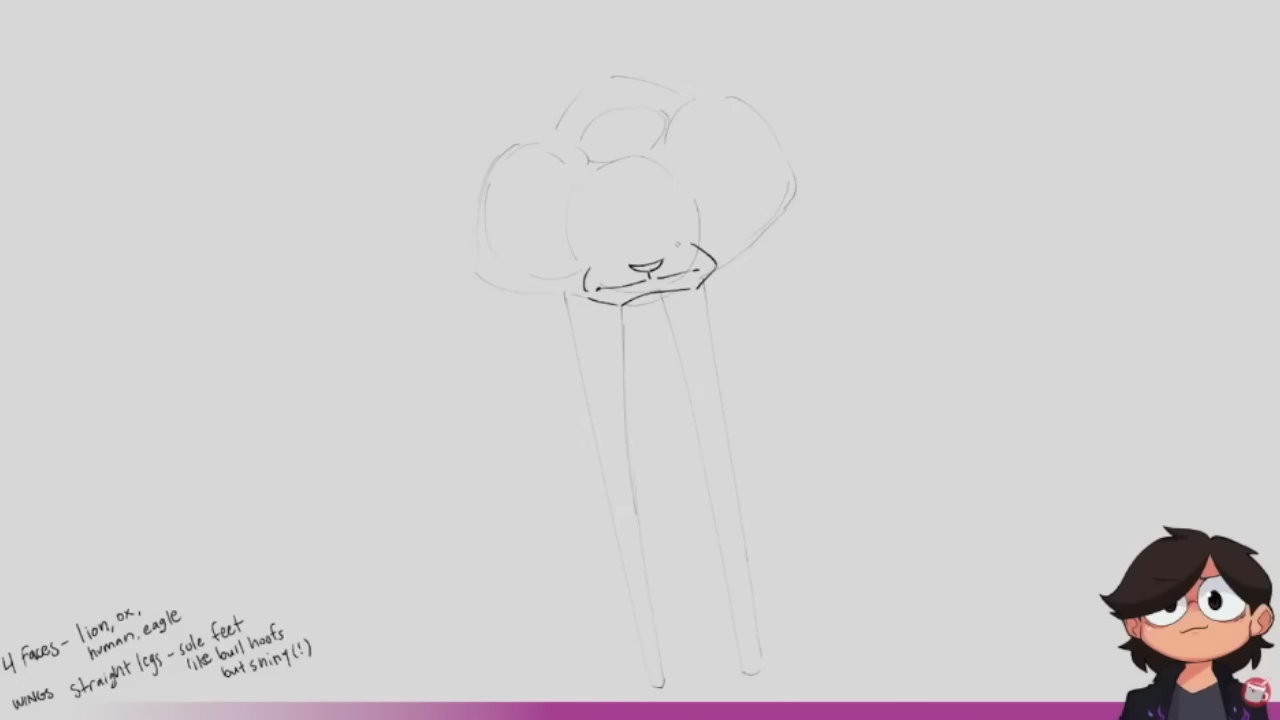 4 faces - lion, ox,
human, eagle
wings straight legs - sole feet
like bull hoofs
but shiny (!)